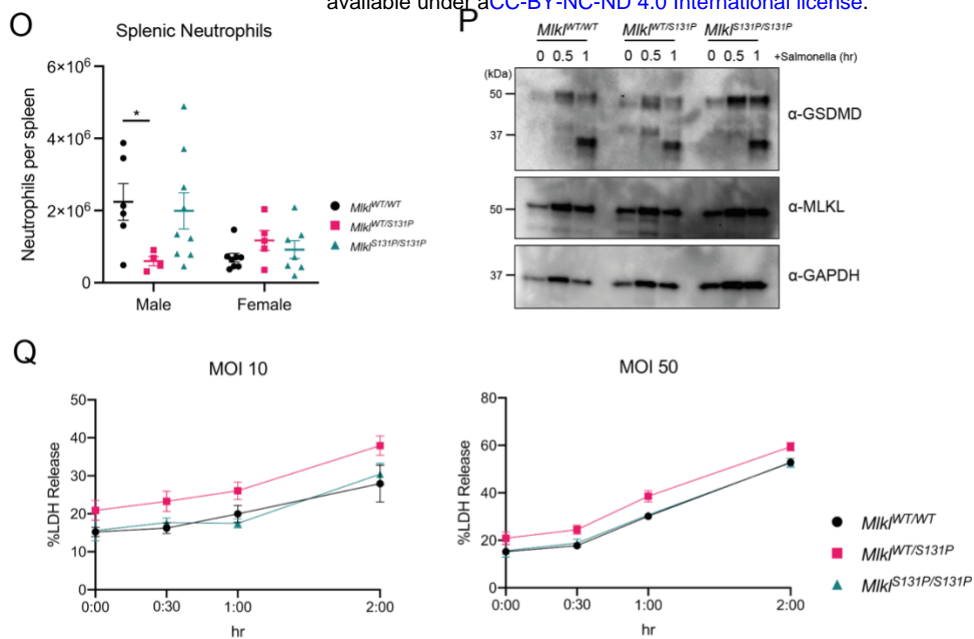 available under aCC-BY-NC-ND 4.0 International license.
O
Splenic Neutrophils
Neutrophils per spleen
6×10⁶
4×10⁶
2×10⁶
0
*
Male
Female
Mlkl^WT/WT
Mlkl^WT/S131P
Mlkl^S131P/S131P
P
Mlkl^WT/WT Mlkl^WT/S131P Mlkl^S131P/S131P
0 0.5 1 0 0.5 1 0 0.5 1 +Salmonella (hr)
(kDa)
50
37
α-GSDMD
50
α-MLKL
37
α-GAPDH
Q
MOI 10
%LDH Release
50
40
30
20
10
0
0:00 0:30 1:00 2:00
hr
MOI 50
%LDH Release
80
60
40
20
0
0:00 0:30 1:00 2:00
hr
Mlkl^WT/WT
Mlkl^WT/S131P
Mlkl^S131P/S131P